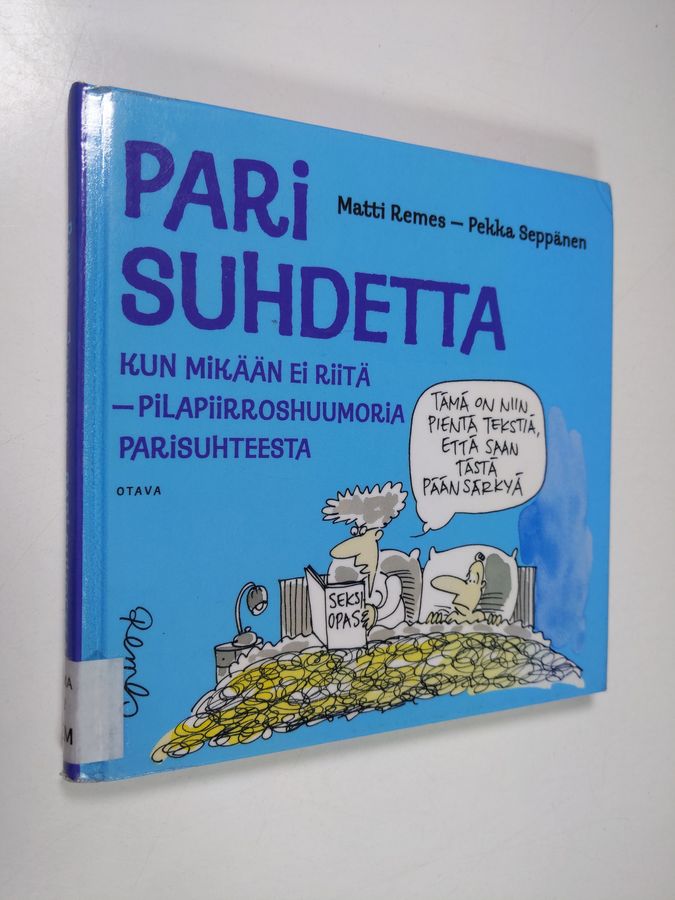 PARI
SUHDETTA
Matti Remes – Pekka Seppänen
KUN MIKÄÄN EI RIITÄ
– PILAPIIRROSHUUMORIA
PARISUHTEESTA
OTAVA
TÄMÄ ON NIIN
PIENTÄ TEKSTIÄ,
ETTÄ SAAN
TÄSTÄ
PÄÄNSÄRKYÄ
SEKSI
OPAS
Remes